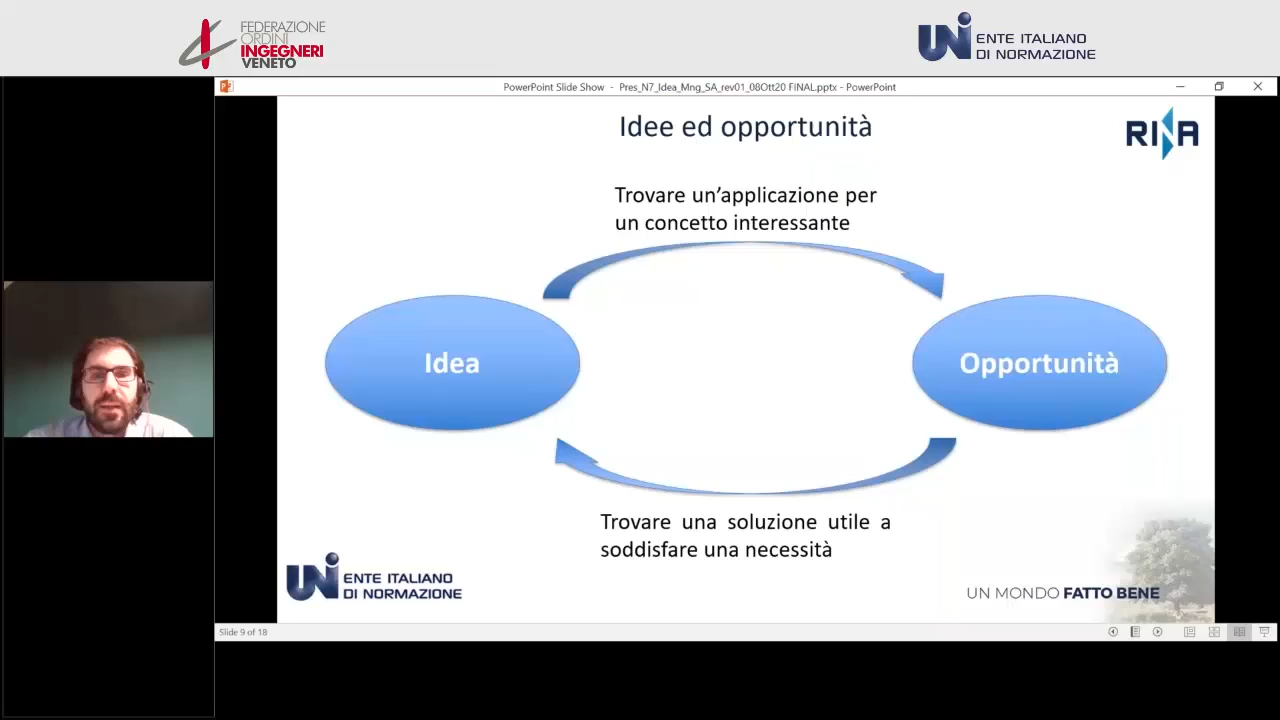 FEDERAZIONE
ORDINI
INGEGNERI
VENETO
UNI
ENTE ITALIANO
DI NORMAZIONE
PowerPoint Slide Show - Pres_N7_Idea_Mng_SA_rev01_08Ott20 FINAL.pptx - PowerPoint
Idee ed opportunità
RINA
Trovare un’applicazione per
un concetto interessante
Idea
Opportunità
Trovare una soluzione utile a
soddisfare una necessità
UNI
ENTE ITALIANO
DI NORMAZIONE
UN MONDO FATTO BENE
Slide 9 of 18